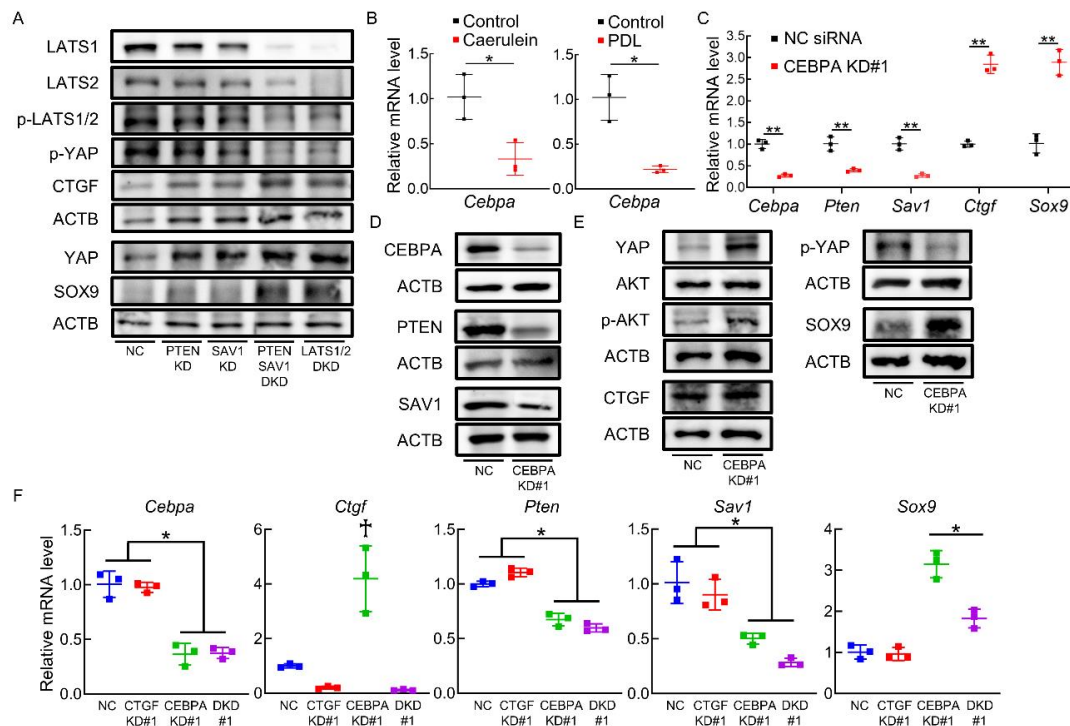 A
LATS1
LATS2
p-LATS1/2
p-YAP
CTGF
ACTB
YAP
SOX9
ACTB
NC
PTEN
KD
SAV1
KD
PTEN
SAV1
DKD
LATS1/2
DKD
B
Relative mRNA level
1.5
1.0
0.5
0.0
Control
Caerulein
*
Cebpa
1.5
1.0
0.5
0.0
Control
PDL
*
Cebpa
C
Relative mRNA level
3.5
3.0
2.5
2.0
1.5
1.0
0.5
0.0
NC siRNA
CEBPA KD#1
**
**
**
**
**
Cebpa
Pten
Sav1
Ctgf
Sox9
D
CEBPA
ACTB
PTEN
ACTB
SAV1
ACTB
NC
CEBPA
KD#1
E
YAP
AKT
p-AKT
ACTB
CTGF
ACTB
NC
CEBPA
KD#1
p-YAP
ACTB
SOX9
ACTB
NC
CEBPA
KD#1
F
Relative mRNA level
Cebpa
1.5
1.0
0.5
0.0
*
NC
CTGF
KD#1
CEBPA
KD#1
DKD
#1
Ctgf
6
4
2
0
✝
NC
CTGF
KD#1
CEBPA
KD#1
DKD
#1
Pten
1.5
1.0
0.5
0.0
*
NC
CTGF
KD#1
CEBPA
KD#1
DKD
#1
Sav1
1.5
1.0
0.5
0.0
*
NC
CTGF
KD#1
CEBPA
KD#1
DKD
#1
Sox9
4
3
2
1
0
*
NC
CTGF
KD#1
CEBPA
KD#1
DKD
#1